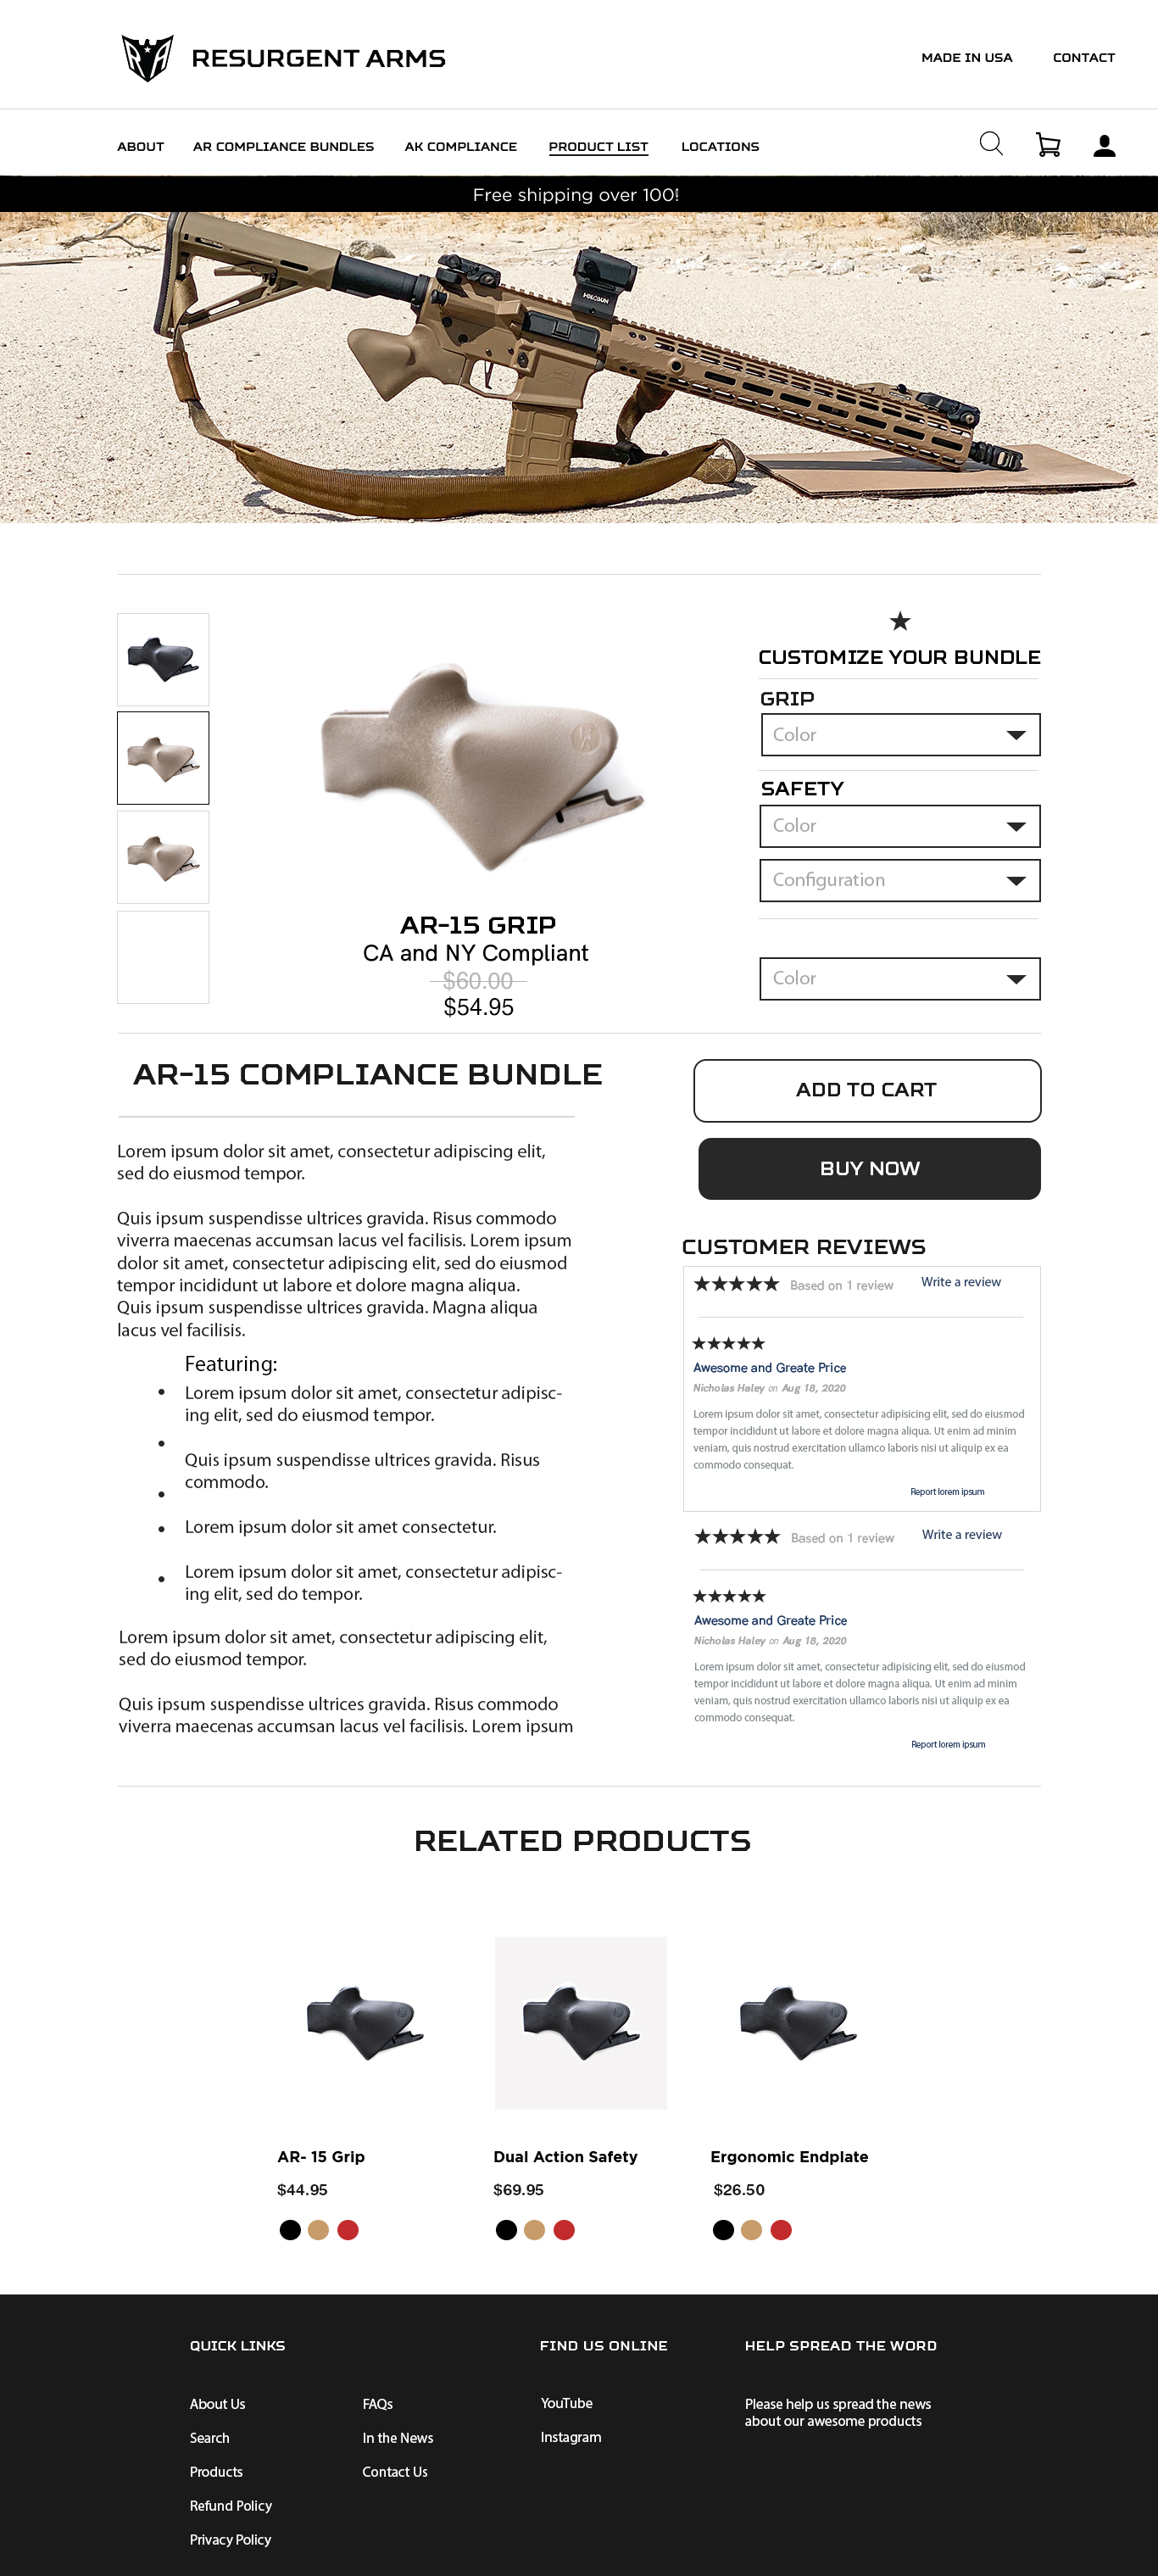 RESURGENT ARMS
MADE IN USA
CONTACT
ABOUT
AR COMPLIANCE BUNDLES
AK COMPLIANCE
PRODUCT LIST
LOCATIONS
Free shipping over 100!
HOLOSUN
CUSTOMIZE YOUR BUNDLE
GRIP
Color
SAFETY
Color
Configuration
Color
AR-15 GRIP
CA and NY Compliant
$60.00
$54.95
AR-15 COMPLIANCE BUNDLE
Lorem ipsum dolor sit amet, consectetur adipiscing elit,
sed do eiusmod tempor.
Quis ipsum suspendisse ultrices gravida. Risus commodo
viverra maecenas accumsan lacus vel facilisis. Lorem ipsum
dolor sit amet, consectetur adipiscing elit, sed do eiusmod
tempor incididunt ut labore et dolore magna aliqua.
Quis ipsum suspendisse ultrices gravida. Magna aliqua
lacus vel facilisis.
Featuring:
• Lorem ipsum dolor sit amet, consectetur adipisc-
ing elit, sed do eiusmod tempor.
• Quis ipsum suspendisse ultrices gravida. Risus
commodo.
• Lorem ipsum dolor sit amet consectetur.
• Lorem ipsum dolor sit amet, consectetur adipisc-
ing elit, sed do tempor.
Lorem ipsum dolor sit amet, consectetur adipiscing elit,
sed do eiusmod tempor.
Quis ipsum suspendisse ultrices gravida. Risus commodo
viverra maecenas accumsan lacus vel facilisis. Lorem ipsum
ADD TO CART
BUY NOW
CUSTOMER REVIEWS
★★★★★ Based on 1 review Write a review
★★★★★
Awesome and Greate Price
Nicholas Haley on Aug 18, 2020
Lorem ipsum dolor sit amet, consectetur adipisicing elit, sed do eiusmod
tempor incididunt ut labore et dolore magna aliqua. Ut enim ad minim
veniam, quis nostrud exercitation ullamco laboris nisi ut aliquip ex ea
commodo consequat.
Report lorem ipsum
★★★★★ Based on 1 review Write a review
★★★★★
Awesome and Greate Price
Nicholas Haley on Aug 18, 2020
Lorem ipsum dolor sit amet, consectetur adipisicing elit, sed do eiusmod
tempor incididunt ut labore et dolore magna aliqua. Ut enim ad minim
veniam, quis nostrud exercitation ullamco laboris nisi ut aliquip ex ea
commodo consequat.
Report lorem ipsum
RELATED PRODUCTS
AR- 15 Grip
$44.95
Dual Action Safety
$69.95
Ergonomic Endplate
$26.50
QUICK LINKS
About Us
Search
Products
Refund Policy
Privacy Policy
FAQs
In the News
Contact Us
FIND US ONLINE
YouTube
Instagram
HELP SPREAD THE WORD
Please help us spread the news
about our awesome products